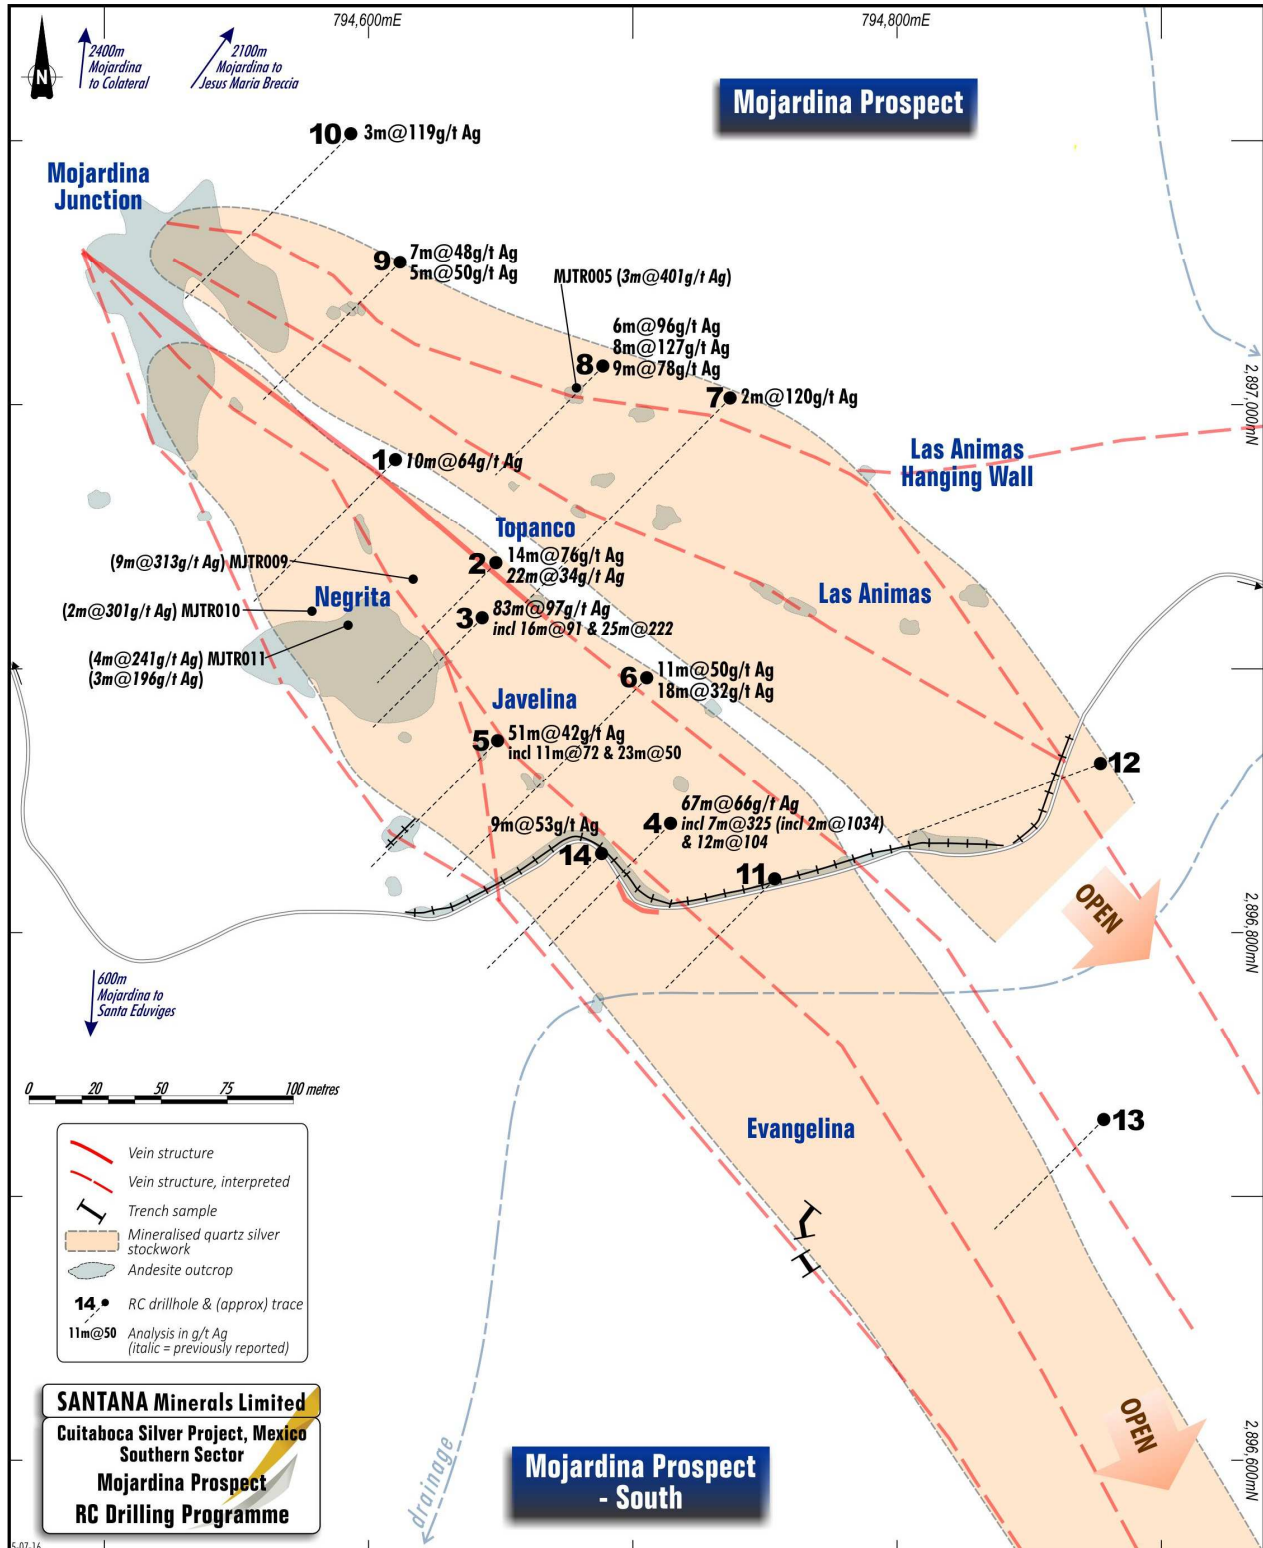 794,600mE
794,800mE
N
2400m
Mojardina
to Colateral
2100m
Mojardina to
Jesus Maria Breccia
Mojardina Prospect
10
3m@119g/t Ag
Mojardina
Junction
9
7m@48g/t Ag
5m@50g/t Ag
MJTR005 (3m@401g/t Ag)
6m@96g/t Ag
8m@127g/t Ag
8
9m@78g/t Ag
7
2m@120g/t Ag
2,897,000mN
Las Animas
Hanging Wall
1
10m@64g/t Ag
Topanco
2
14m@76g/t Ag
22m@34g/t Ag
(9m@313g/t Ag) MJTR009
Negrita
Las Animas
(2m@301g/t Ag) MJTR010
3
83m@97g/t Ag
incl 16m@91 & 25m@222
(4m@241g/t Ag) MJTR011
(3m@196g/t Ag)
6
11m@50g/t Ag
18m@32g/t Ag
Javelina
5
51m@42g/t Ag
incl 11m@72 & 23m@50
12
9m@53g/t Ag
4
67m@66g/t Ag
incl 7m@325 (incl 2m@1034)
& 12m@104
14
11
OPEN
2,896,800mN
600m
Mojardina to
Santa Eduviges
0 20 50 75 100 metres
Evangelina
13
Vein structure
Vein structure, interpreted
Trench sample
Mineralised quartz silver
stockwork
Andesite outcrop
14
RC drillhole & (approx) trace
11m@50
Analysis in g/t Ag
(italic = previously reported)
SANTANA Minerals Limited
Cuitaboca Silver Project, Mexico
Southern Sector
Mojardina Prospect
RC Drilling Programme
drainage
Mojardina Prospect
- South
OPEN
2,896,600mN
5-07-16